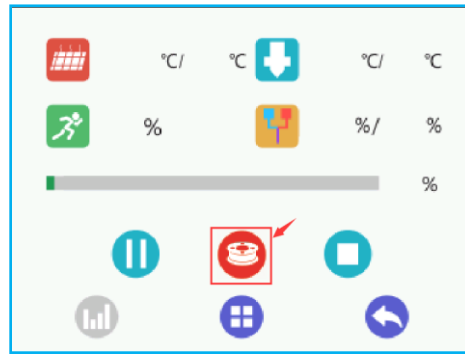 ℃/ ℃ ℃/ ℃
% %/ %
%